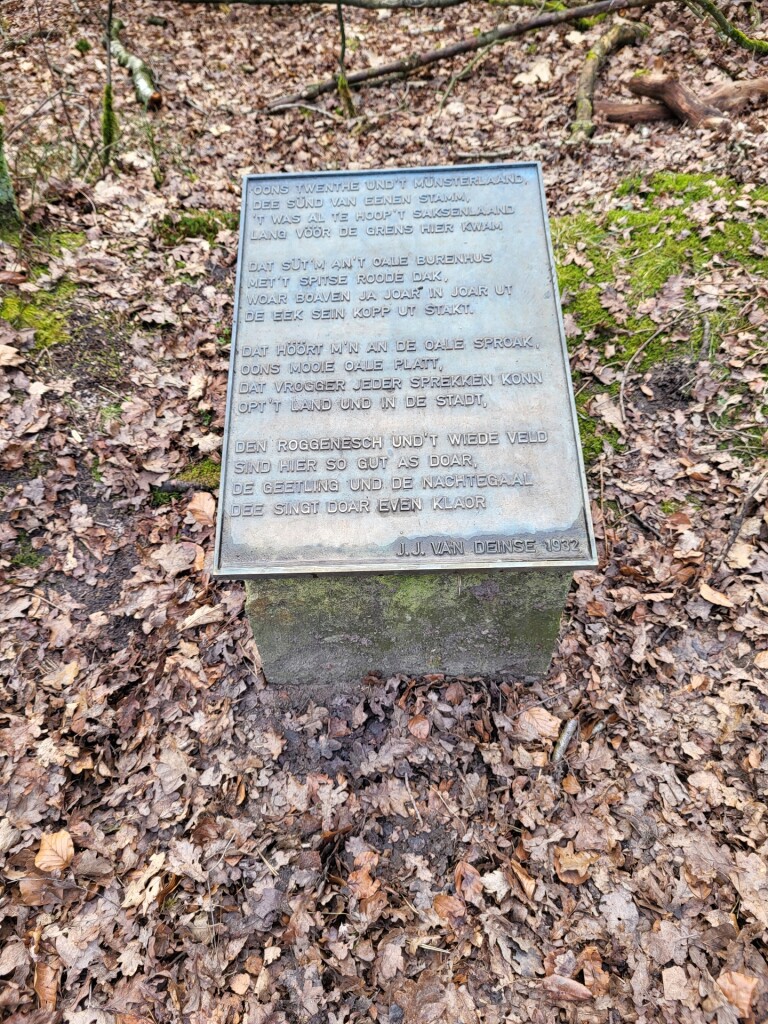 'OONS TWENTHE UND'T MÜNSTERLAAND,
DEE SÜND VAN EENEN STAMM,
'T WAS AL TE HOOP'T SAKSENLAAND
LANG VÖÖR DE GRENS HIER KWAM
DAT SÜT'M AN'T OALE BURENHUS
MET'T SPITSE ROODE DAK,
WOAR BOAVEN JA JOAR IN JOAR UT
DE EEK SEIN KOPP UT STAKT.
DAT HÖÖRT M'N AN DE OALE SPROAK,
OONS MOOIE OALE PLATT,
DAT VROGGER JEDER SPREKKEN KONN
OPT'T LAND UND IN DE STADT,
DEN ROGGENESCH UND'T WIEDE VELD
SIND HIER SO GUT AS DOAR,
DE GEETLING UND DE NACHTEGAAL
DEE SINGT DOAR EVEN KLAOR
J.J. VAN DEINSE 1932